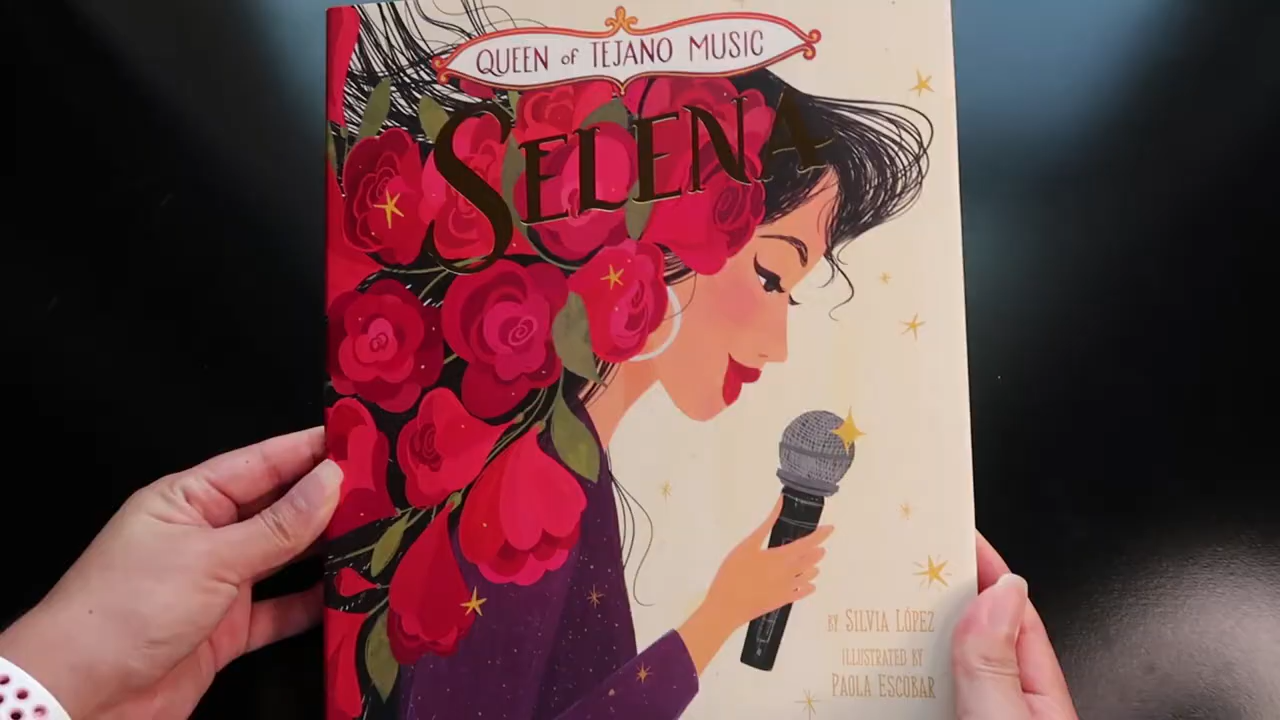 QUEEN of TEJANO MUSIC
SELENA
BY SILVIA LÓPEZ
ILLUSTRATED BY
PAOLA ESCOBAR